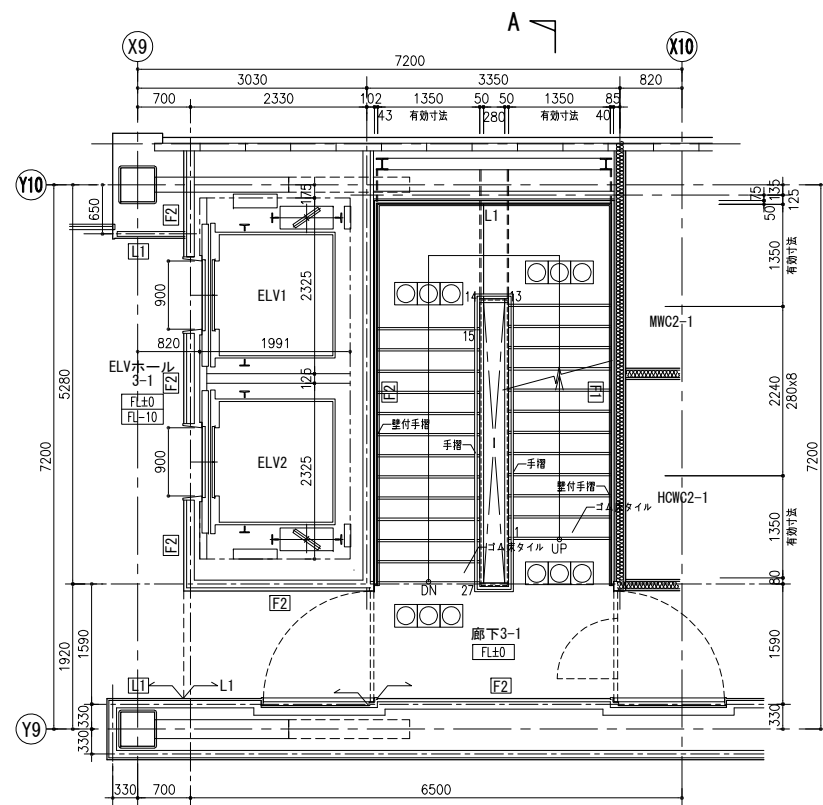 A
X9
X10
7200
3030
3350
820
700
2330
102
1350
50
50
1350
85
43
有効寸法
280
有効寸法
40
Y10
650
F2
L1
175
L1
75
50
135
125
1350
有効寸法
900
ELV1
2325
14
13
15
MWC2-1
820
1991
ELVホール
3-1
FL±0
FL-10
F2
125
F2
F1
5280
7200
2240
280x8
7200
壁付手摺
手摺
手摺
900
ELV2
2325
壁付手摺
HCWC2-1
ゴム床タイル
1
ゴム床タイル
UP
1350
有効寸法
F2
DN
27
80
F2
1920
1590
廊下3-1
FL±0
1590
L1
L1
F2
330
330
Y9
330
330
700
6500